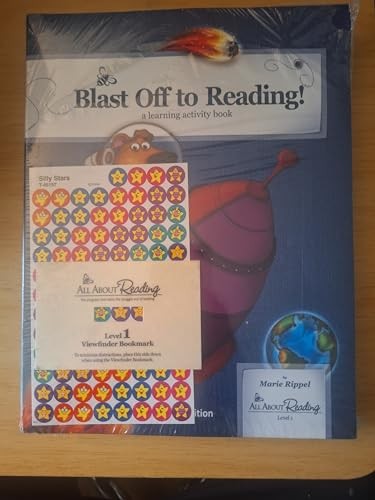 Blast Off to Reading!
a learning activity book
Silly Stars
ALL ABOUT Reading
Level 1
Viewfinder Bookmark
To minimize distractions, place this side down
when using the Viewfinder Bookmark.
by
Marie Rippel
ALL ABOUT Reading
Level 1
ition